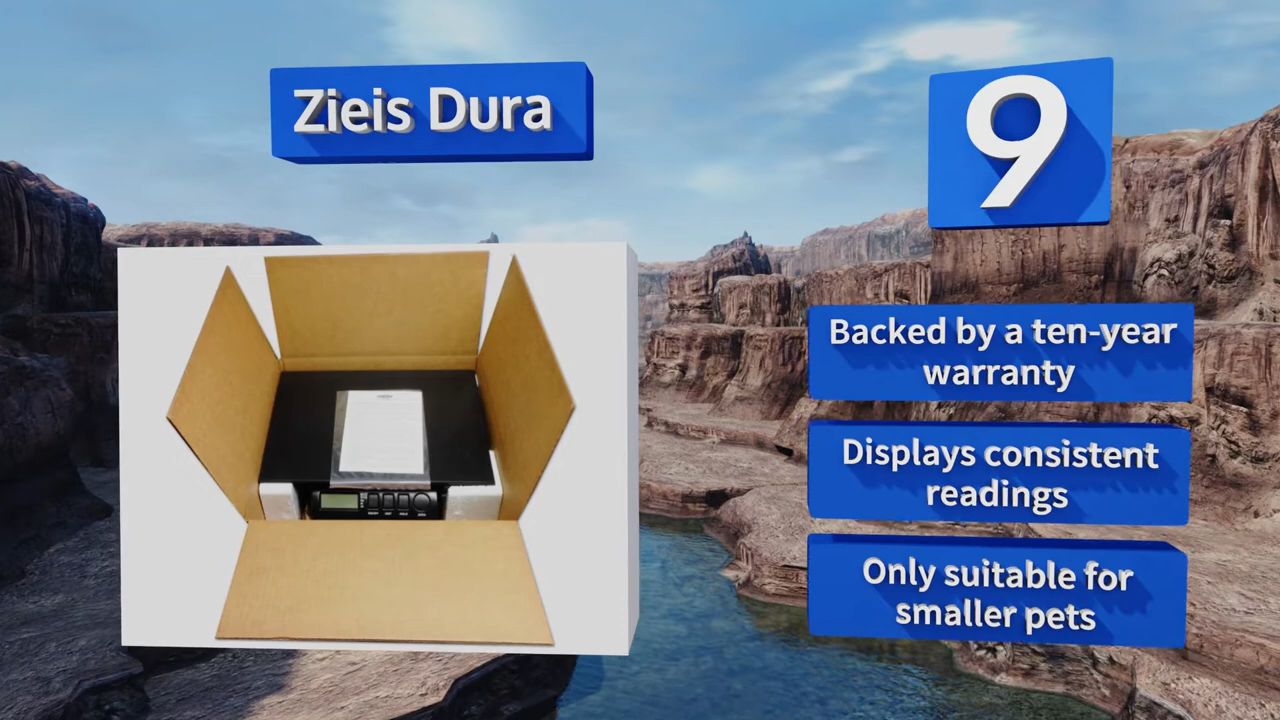 Zieis Dura
9
Backed by a ten-year
warranty
Displays consistent
readings
Only suitable for
smaller pets